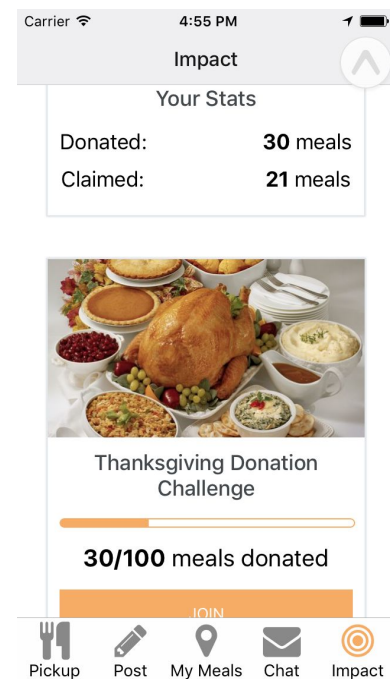 Carrier 4:55 PM
Impact
Your Stats
Donated: 30 meals
Claimed: 21 meals
Thanksgiving Donation
Challenge
30/100 meals donated
JOIN
Pickup Post My Meals Chat Impact